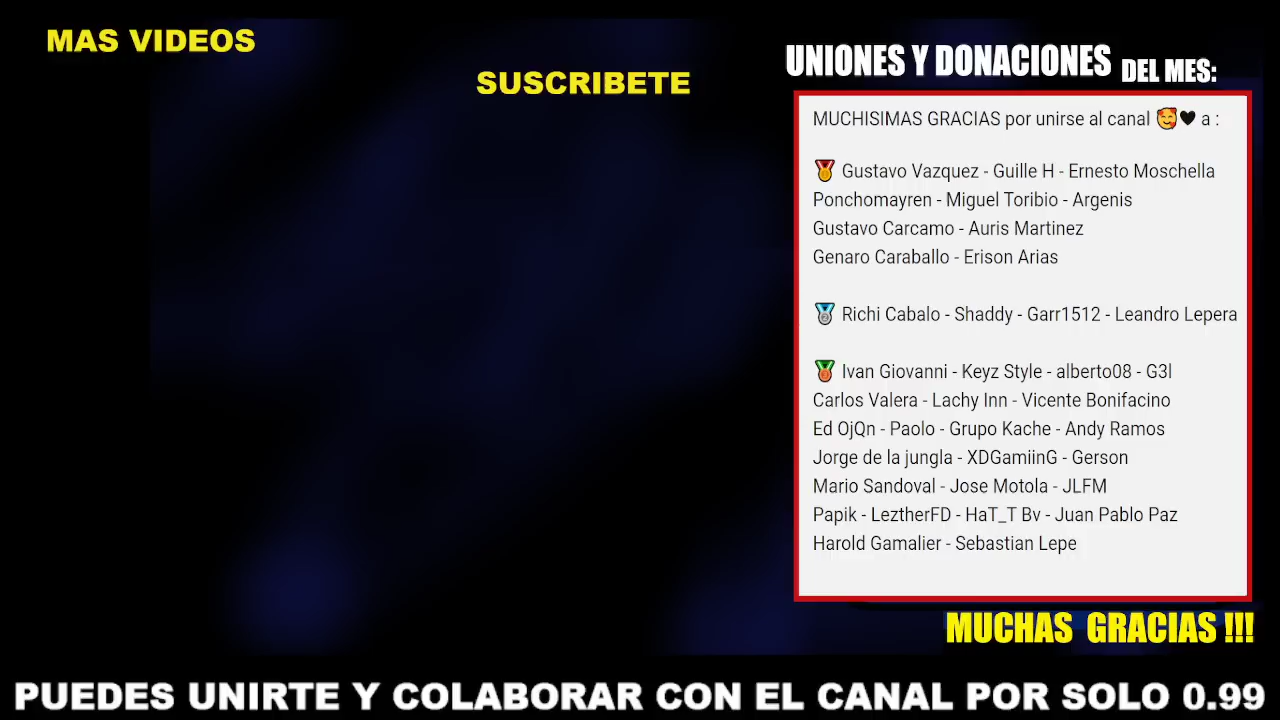 MAS VIDEOS
SUSCRIBETE
UNIONES Y DONACIONES DEL MES:
MUCHISIMAS GRACIAS por unirse al canal 🥰🖤 a :
🏅 Gustavo Vazquez - Guille H - Ernesto Moschella
Ponchomayren - Miguel Toribio - Argenis
Gustavo Carcamo - Auris Martinez
Genaro Caraballo - Erison Arias
🥈 Richi Cabalo - Shaddy - Garr1512 - Leandro Lepera
🥉 Ivan Giovanni - Keyz Style - alberto08 - G3l
Carlos Valera - Lachy Inn - Vicente Bonifacino
Ed OjQn - Paolo - Grupo Kache - Andy Ramos
Jorge de la jungla - XDGamiinG - Gerson
Mario Sandoval - Jose Motola - JLFM
Papik - LeztherFD - HaT_T Bv - Juan Pablo Paz
Harold Gamalier - Sebastian Lepe
MUCHAS GRACIAS !!!
PUEDES UNIRTE Y COLABORAR CON EL CANAL POR SOLO 0.99